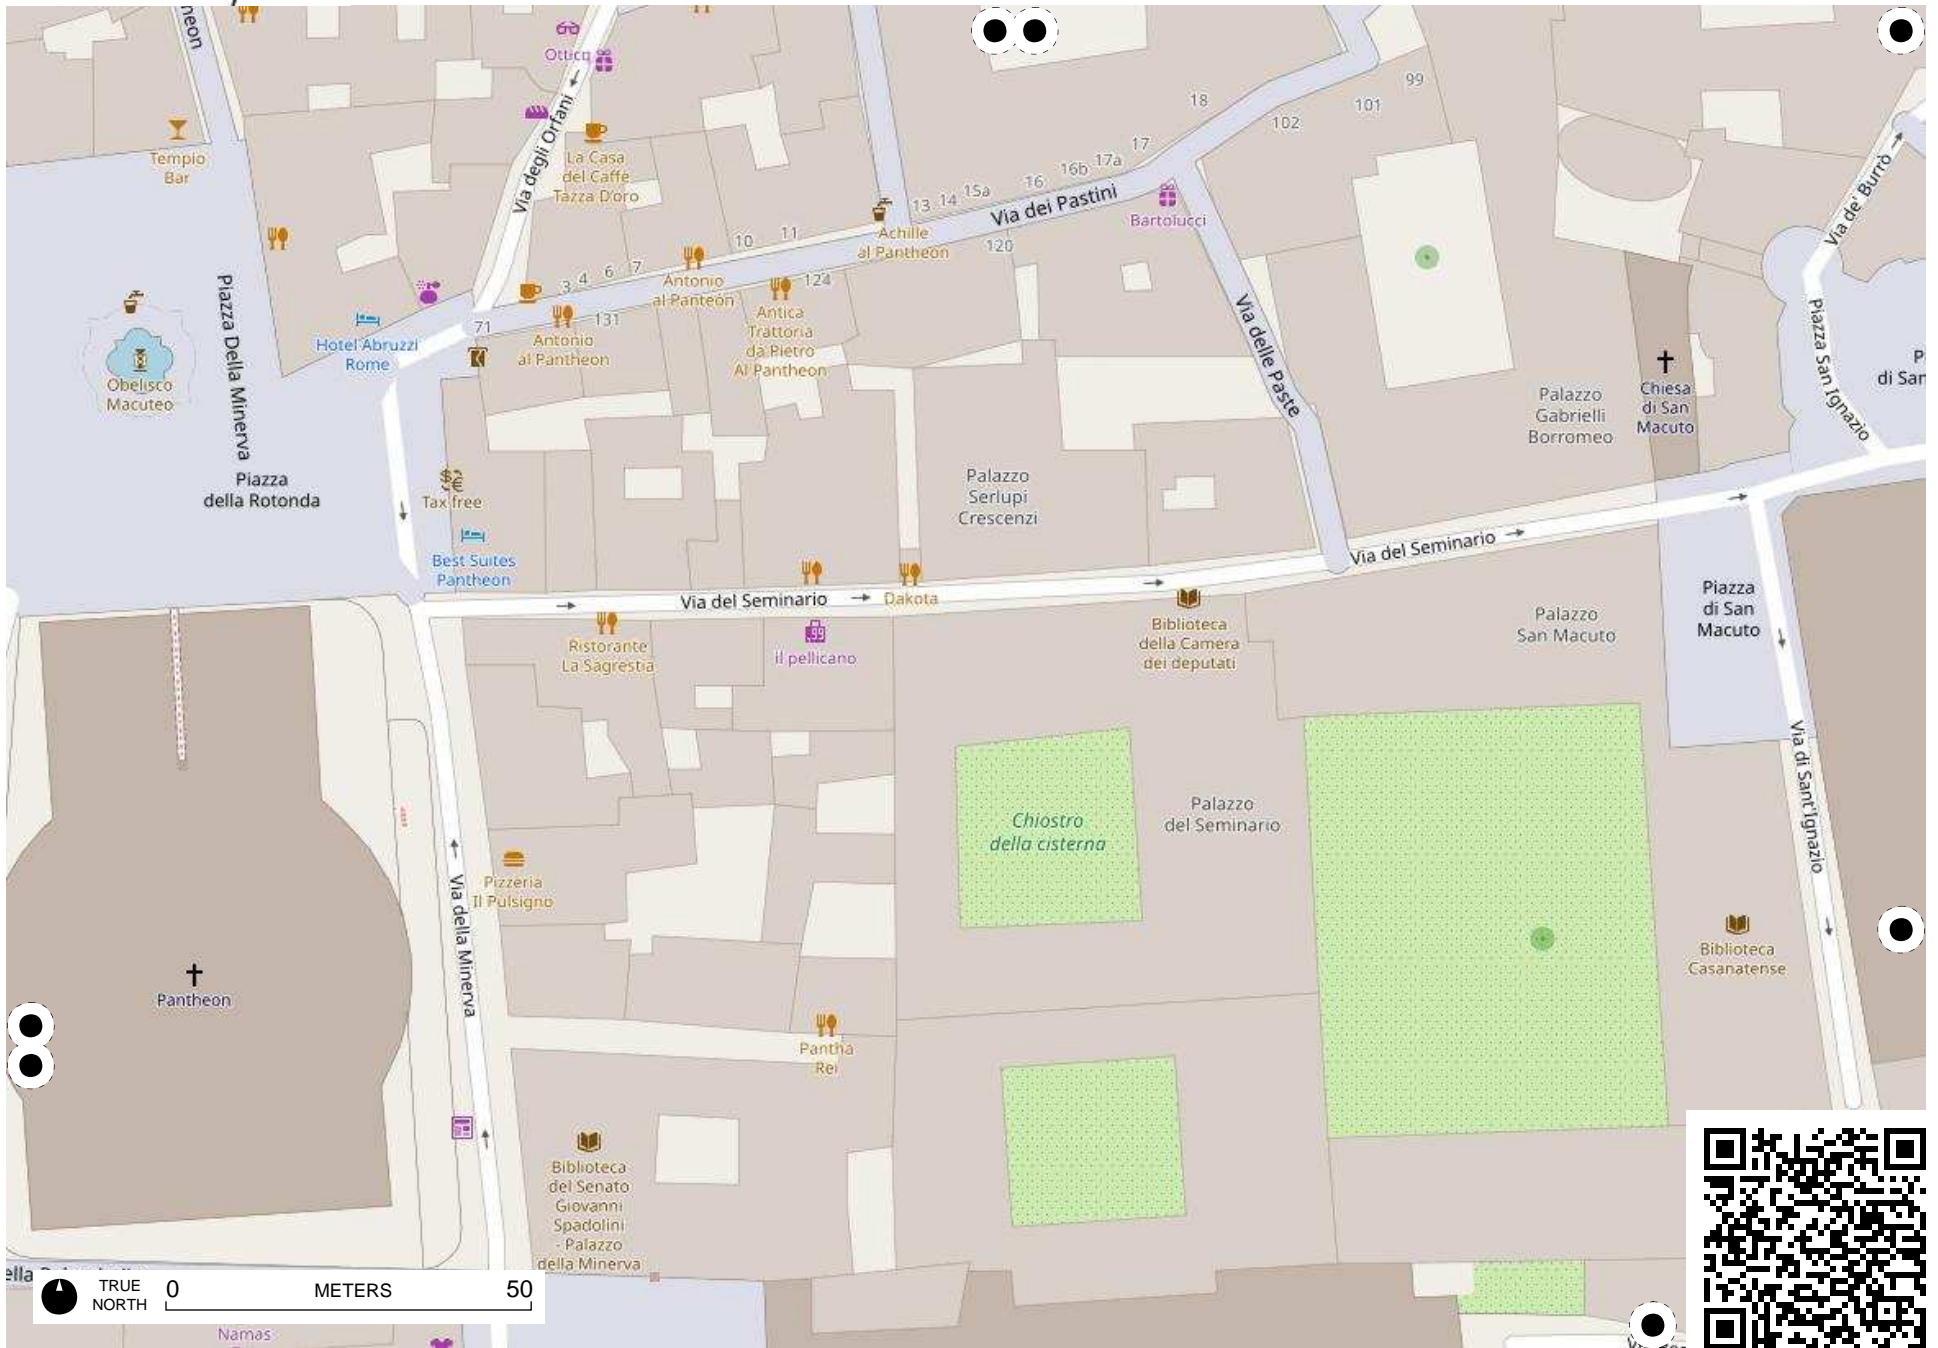 heon
Ottica
Via degli Orfani
Tempio
Bar
La Casa
del Caffè
Tazza D'oro
99
101
102
18
17
17a
16b
16
15a
14
13
Via dei Pastini
Bartolucci
Via de' Burrò
Achille
al Pantheon
120
10
11
3
4
6
7
Antonio
al Panteon
124
Antica
Trattoria
da Pietro
Al Pantheon
71
131
Antonio
al Pantheon
Hotel Abruzzi
Rome
Piazza Della Minerva
Obelisco
Macuteo
Via delle Paste
Piazza San Ignazio
P
di San
Palazzo
Gabrielli
Borromeo
Chiesa
di San
Macuto
Piazza
della Rotonda
Tax free
Palazzo
Serlupi
Crescenzi
Best Suites
Pantheon
Via del Seminario
Via del Seminario
Dakota
Ristorante
La Sagrestia
il pellicano
Biblioteca
della Camera
dei deputati
Palazzo
San Macuto
Piazza
di San
Macuto
Via di Sant'Ignazio
Chiostro
della cisterna
Palazzo
del Seminario
Pizzeria
Il Pulsigno
Via della Minerva
Biblioteca
Casanatense
Pantheon
Pantha
Rei
Biblioteca
del Senato
Giovanni
Spadolini
- Palazzo
della Minerva
TRUE
NORTH
0 METERS 50
Namas